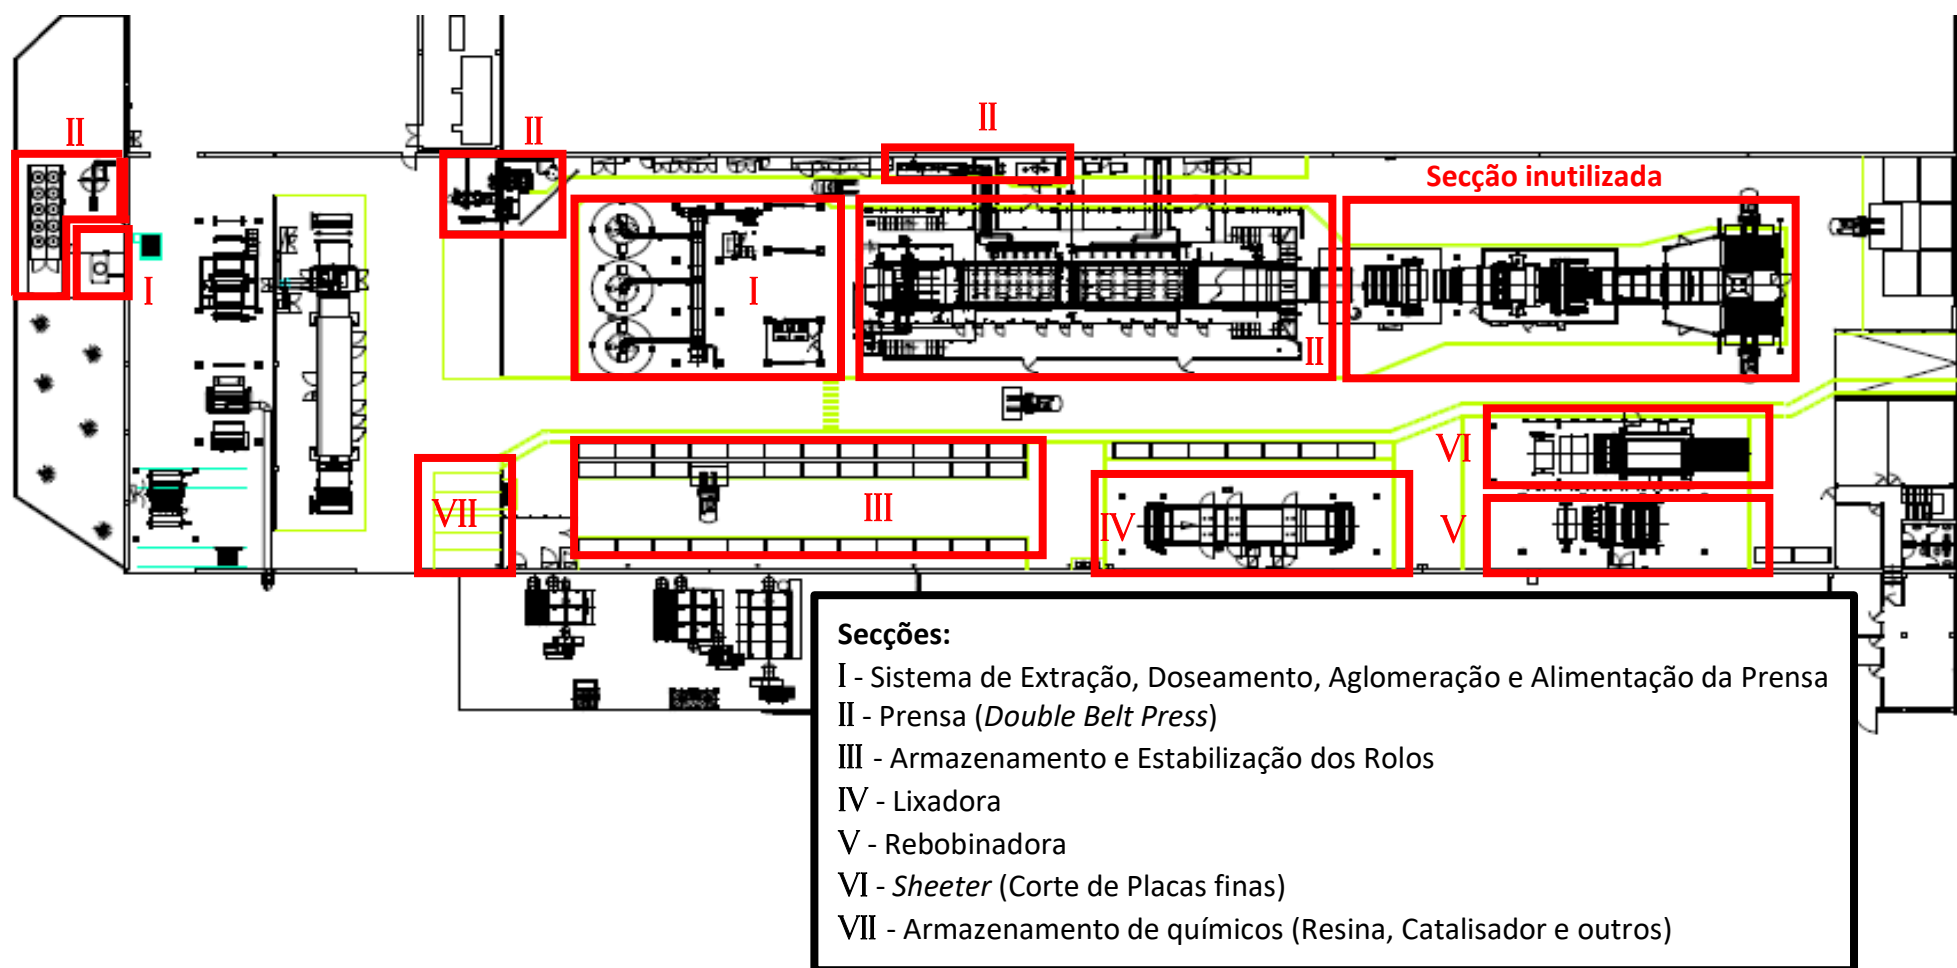 II
II
II
Secção inutilizada
I
I
II
VI
VII
III
IV
V
Secções:
I - Sistema de Extração, Doseamento, Aglomeração e Alimentação da Prensa
II - Prensa (Double Belt Press)
III - Armazenamento e Estabilização dos Rolos
IV - Lixadora
V - Rebobinadora
VI - Sheeter (Corte de Placas finas)
VII - Armazenamento de químicos (Resina, Catalisador e outros)